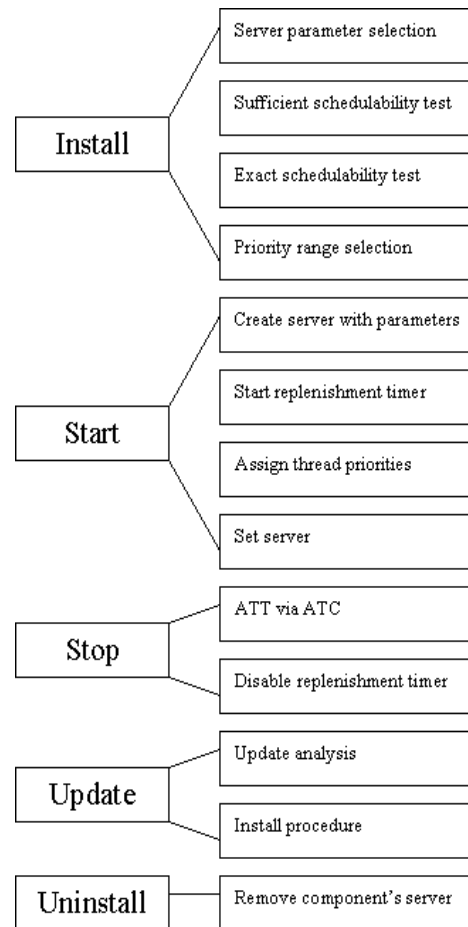 Install
Server parameter selection
Sufficient schedulability test
Exact schedulability test
Priority range selection
Start
Create server with parameters
Start replenishment timer
Assign thread priorities
Set server
Stop
ATT via ATC
Disable replenishment timer
Update
Update analysis
Install procedure
Uninstall
Remove component's server